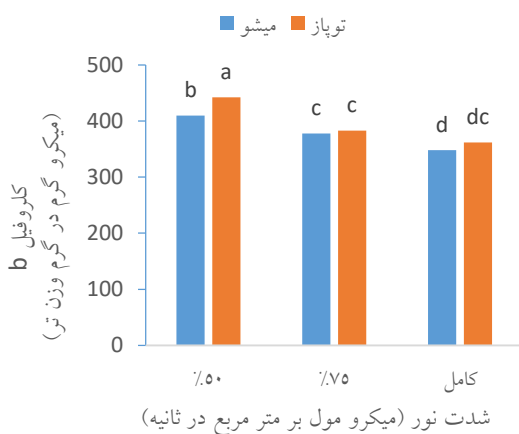 میشو توپاز
کلروفیل b
(میکرو گرم در گرم وزن تر)
500
400
300
200
100
0
b a c c d dc
٪۵۰ ٪۷۵ کامل
شدت نور (میکرو مول بر متر مربع در ثانیه)